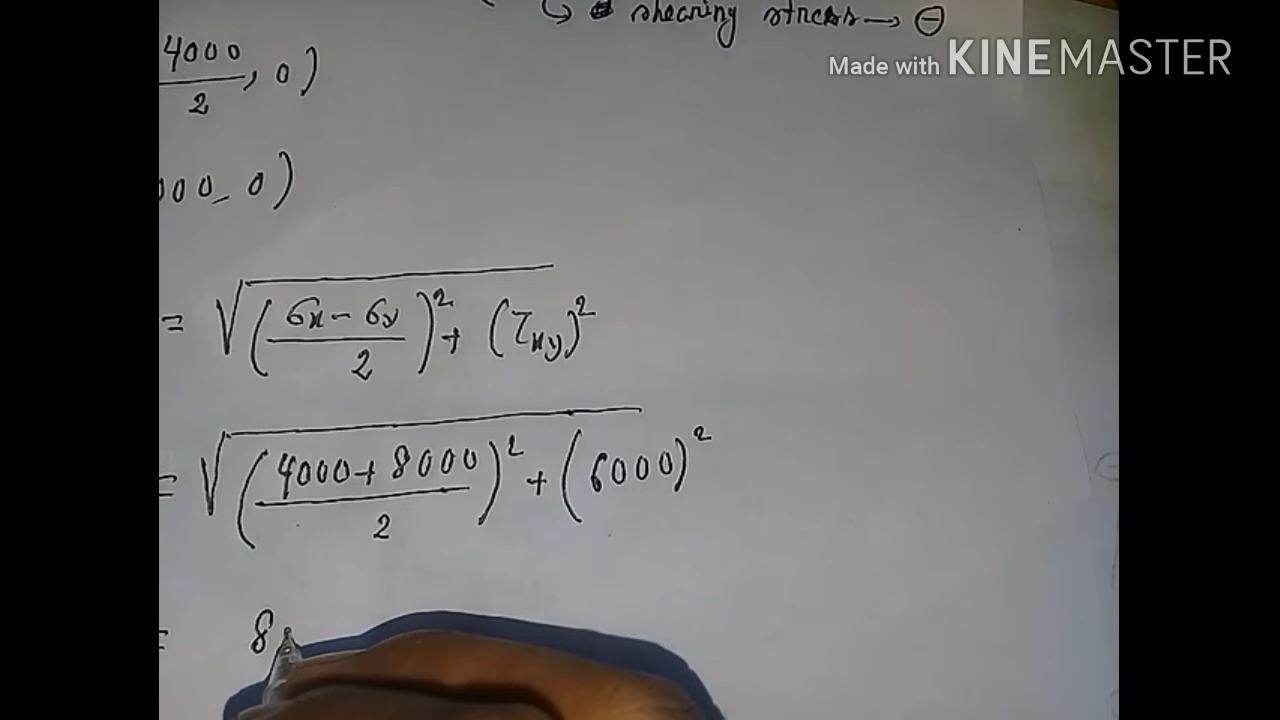 ↳ shearing stress → ⊖
Made with KINEMASTER
4000/2, 0)
000, 0)
= √((σx - σy)/2)² + (τxy)²
= √((4000 + 8000)/2)² + (6000)²
= 8